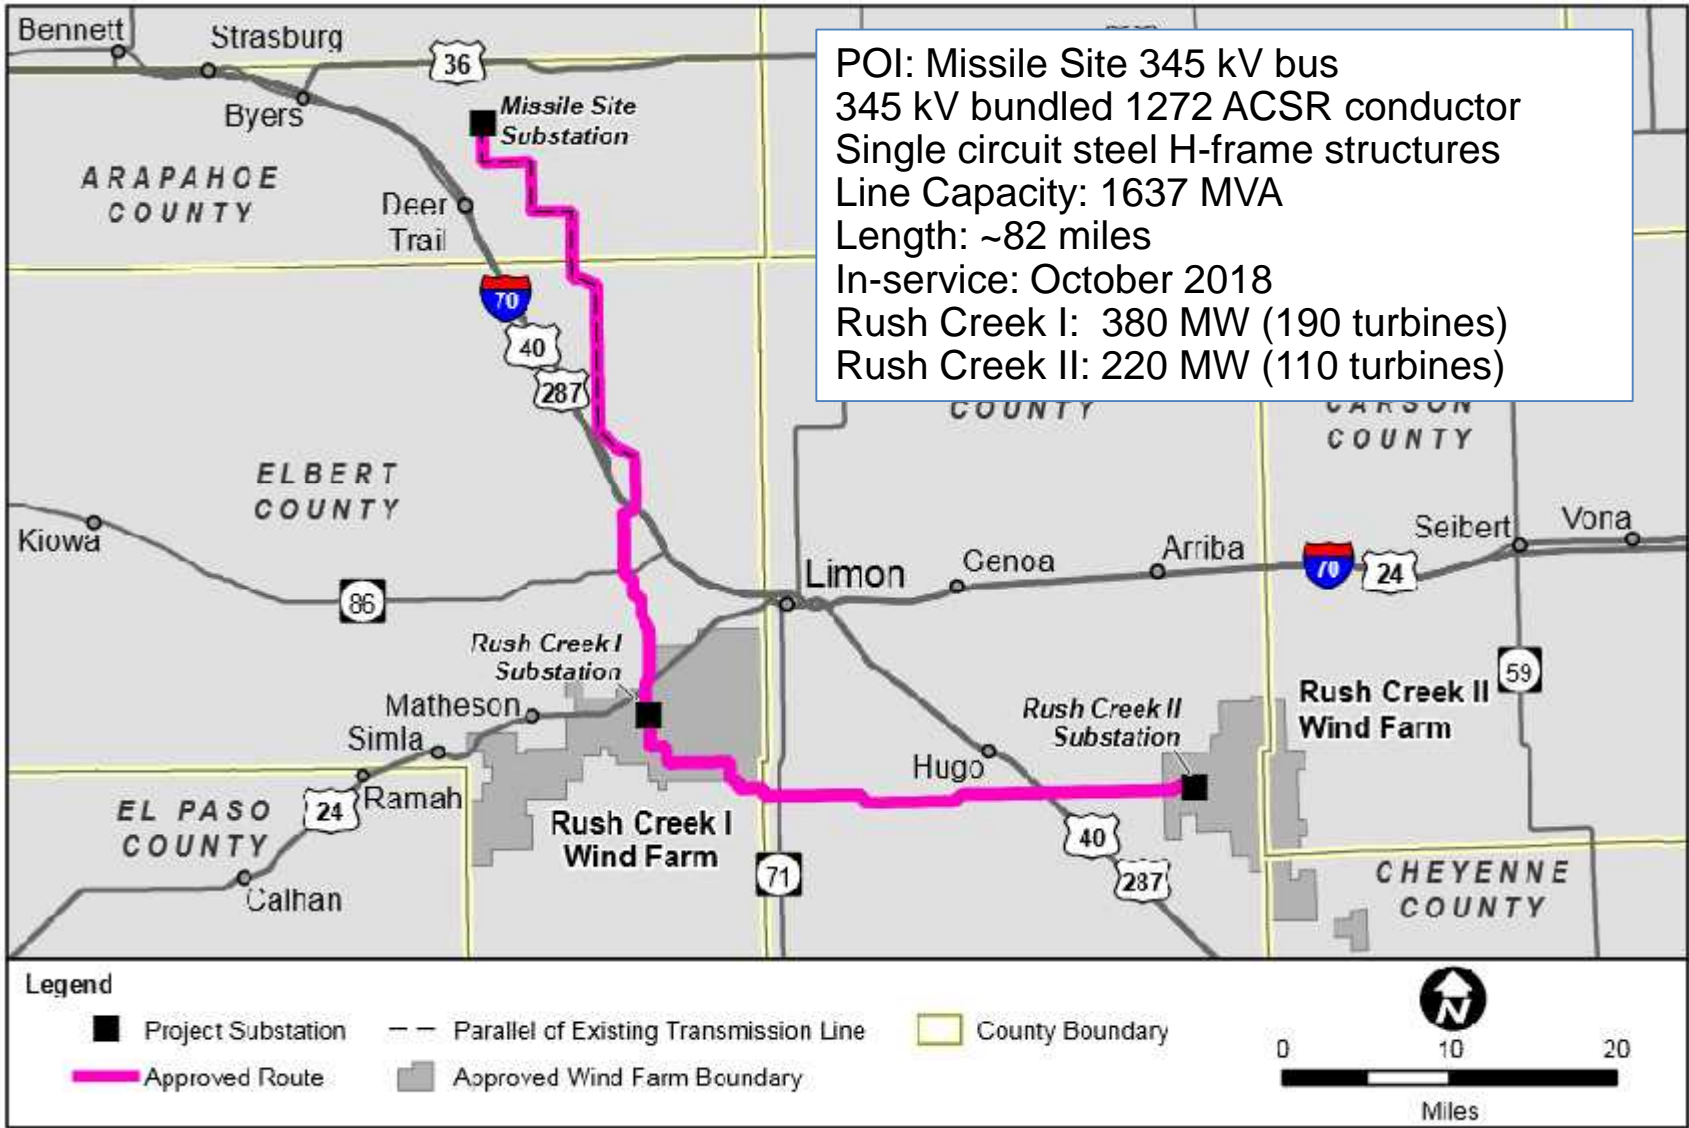 Bennett
Strasburg
36
Byers
Missile Site
Substation
POI: Missile Site 345 kV bus
345 kV bundled 1272 ACSR conductor
Single circuit steel H-frame structures
Line Capacity: 1637 MVA
Length: ~82 miles
In-service: October 2018
Rush Creek I:  380 MW (190 turbines)
Rush Creek II: 220 MW (110 turbines)
ARAPAHOE
COUNTY
Deer
Trail
70
40
287
COUNTY
CARSON
COUNTY
ELBERT
COUNTY
Kiowa
86
Limon
Genoa
Arriba
70
24
Seibert
Vona
59
Rush Creek I
Substation
Matheson
Simla
Ramah
24
EL PASO
COUNTY
Calhan
Rush Creek I
Wind Farm
71
Hugo
Rush Creek II
Substation
Rush Creek II
Wind Farm
40
287
CHEYENNE
COUNTY
Legend
Project Substation
Parallel of Existing Transmission Line
County Boundary
Approved Route
Approved Wind Farm Boundary
N
0
10
20
Miles